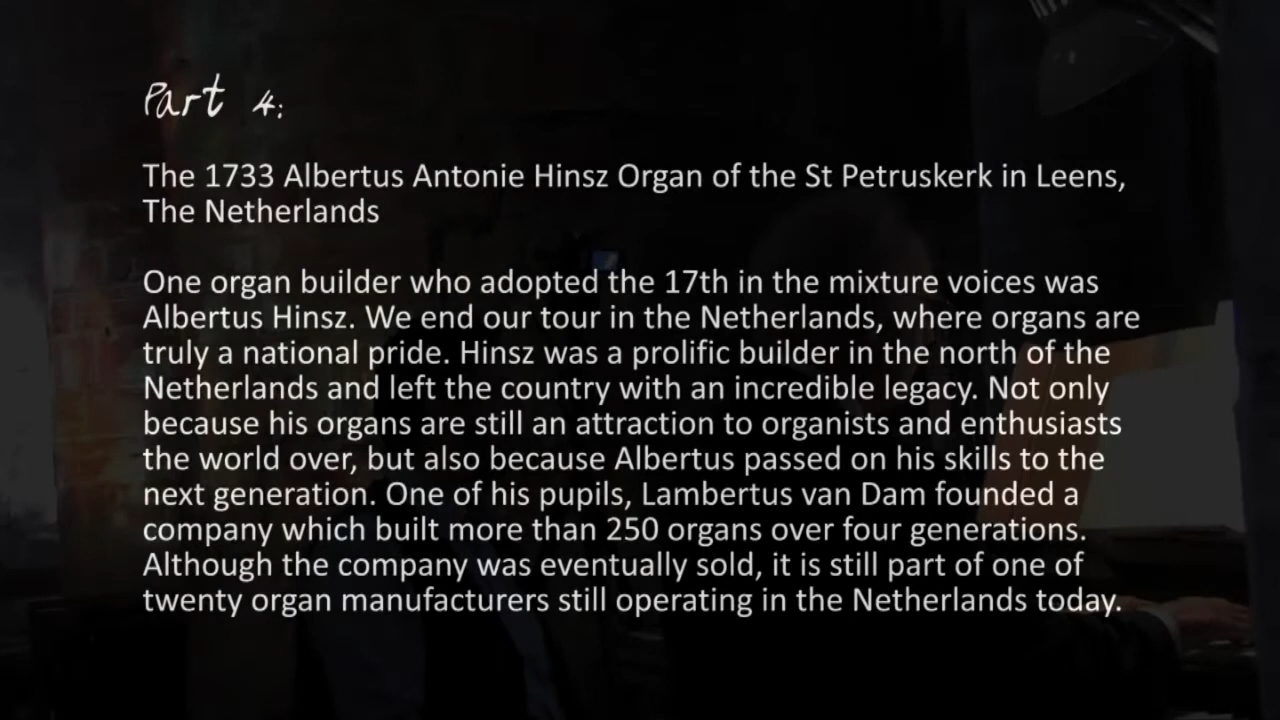 Part 4:
The 1733 Albertus Antonie Hinsz Organ of the St Petruskerk in Leens,
The Netherlands
One organ builder who adopted the 17th in the mixture voices was
Albertus Hinsz. We end our tour in the Netherlands, where organs are
truly a national pride. Hinsz was a prolific builder in the north of the
Netherlands and left the country with an incredible legacy. Not only
because his organs are still an attraction to organists and enthusiasts
the world over, but also because Albertus passed on his skills to the
next generation. One of his pupils, Lambertus van Dam founded a
company which built more than 250 organs over four generations.
Although the company was eventually sold, it is still part of one of
twenty organ manufacturers still operating in the Netherlands today.